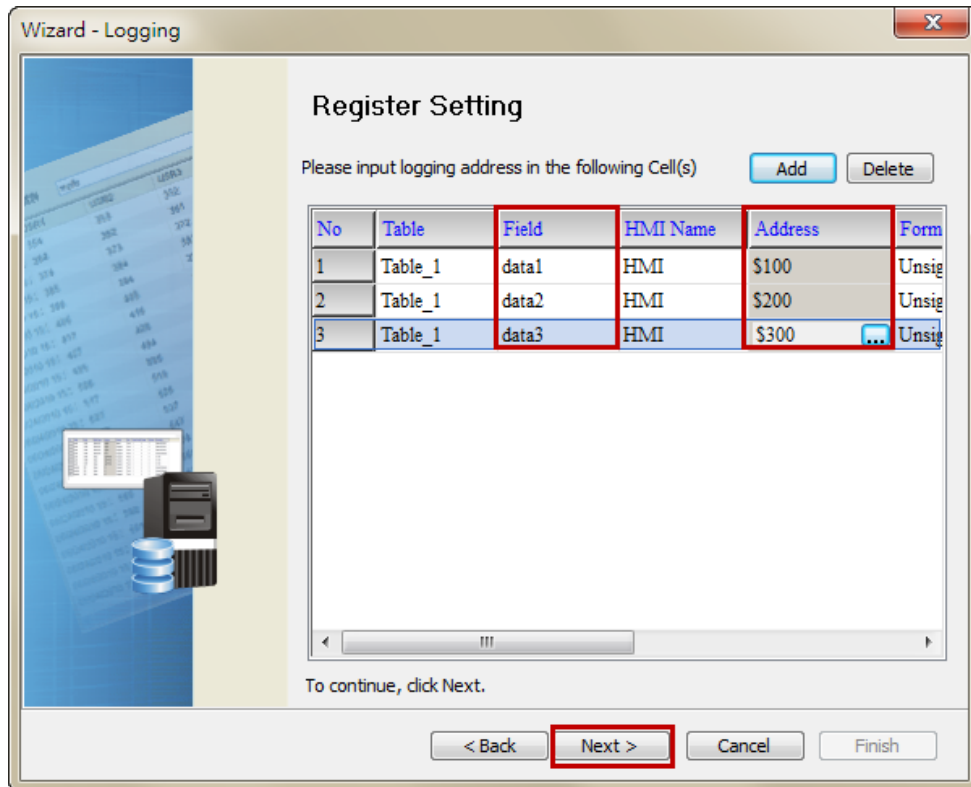 Wizard - Logging
Register Setting
Please input logging address in the following Cell(s) Add Delete
No Table Field HMI Name Address Form
1 Table_1 data1 HMI $100 Unsig
2 Table_1 data2 HMI $200 Unsig
3 Table_1 data3 HMI $300 ... Unsig
To continue, click Next.
< Back Next > Cancel Finish